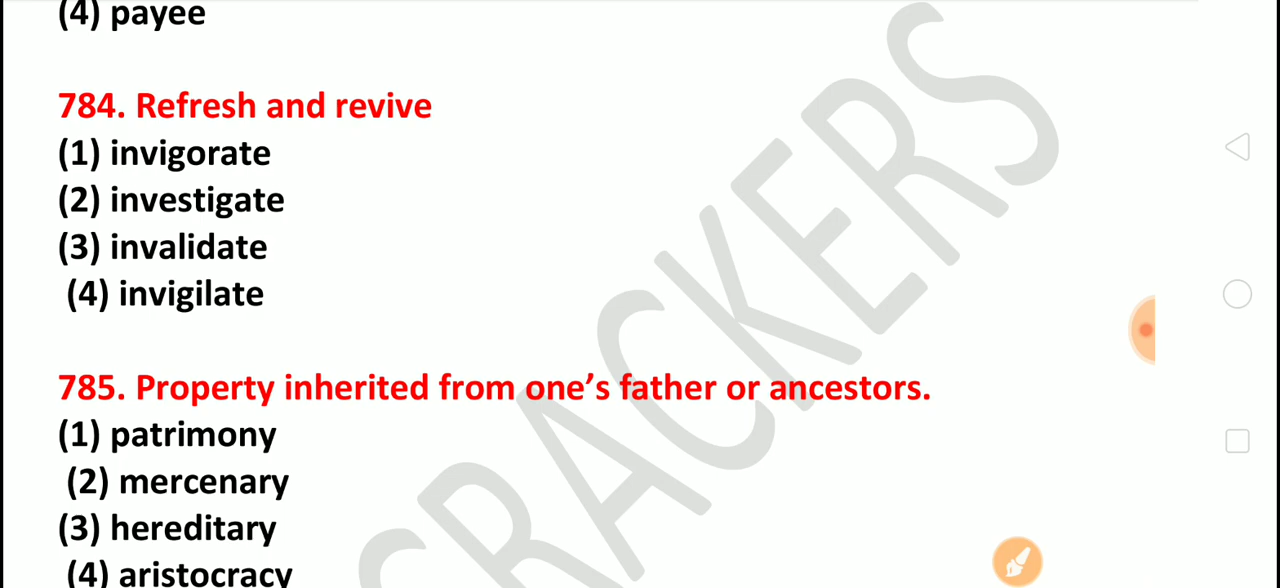 (4) payee
784. Refresh and revive
(1) invigorate
(2) investigate
(3) invalidate
(4) invigilate
785. Property inherited from one’s father or ancestors.
(1) patrimony
(2) mercenary
(3) hereditary
(4) aristocracy
CRACKERS